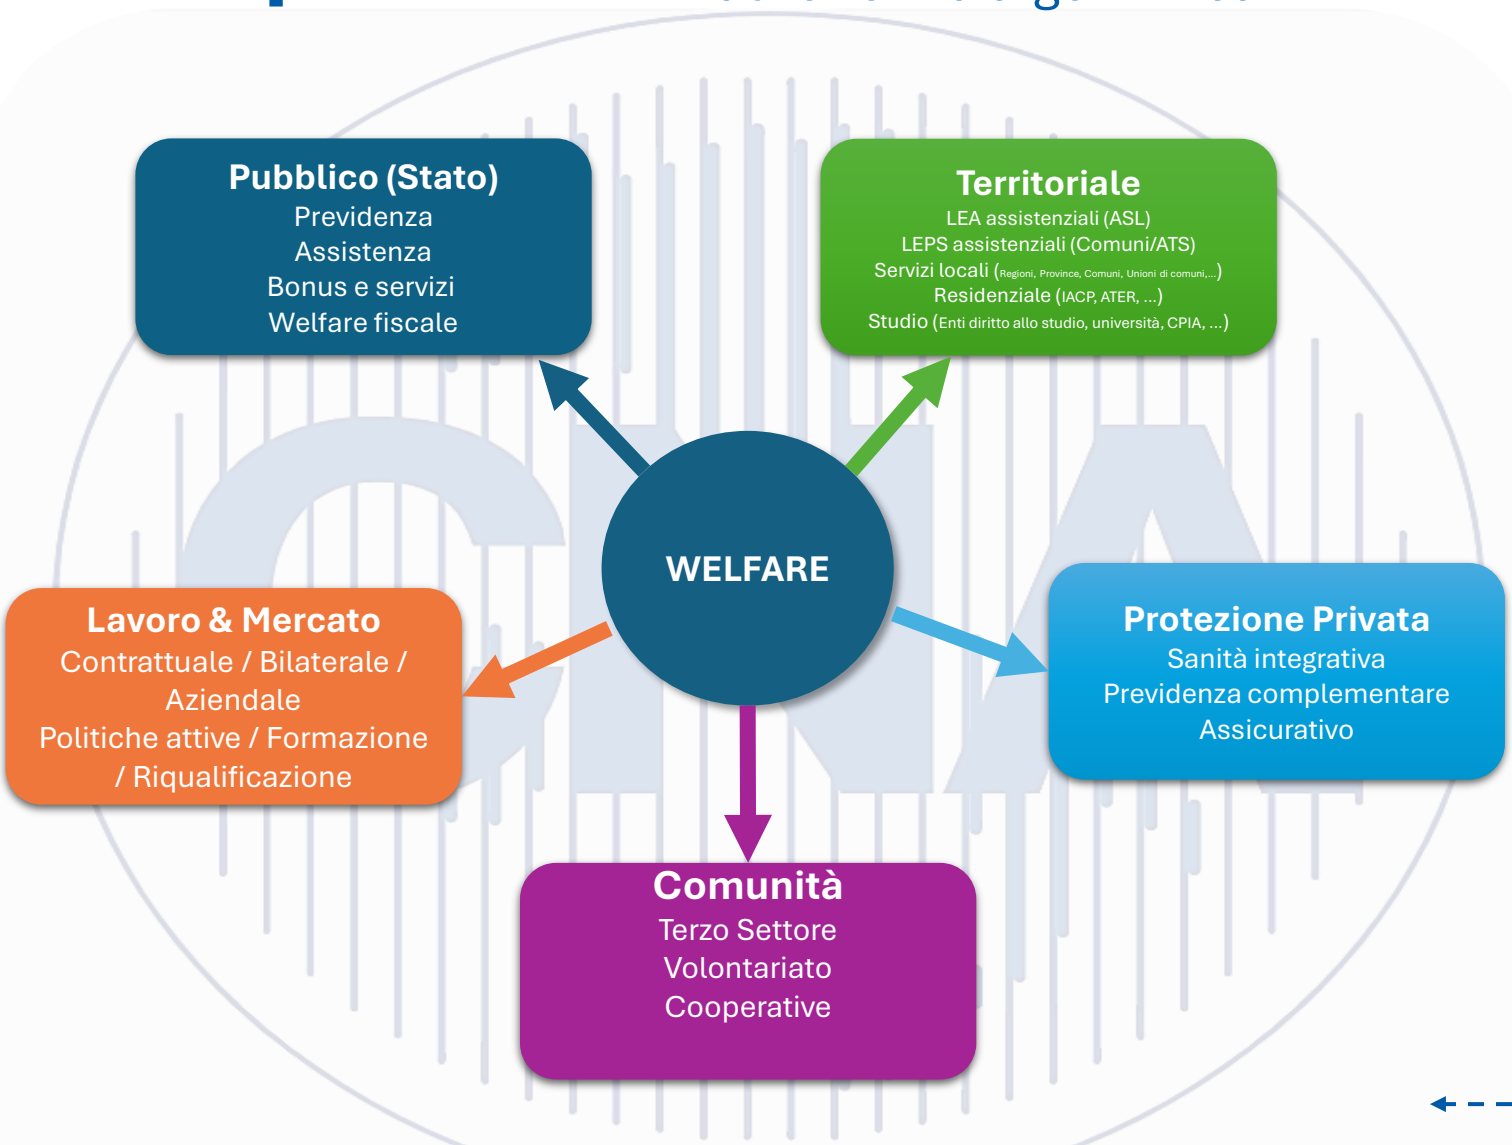 Pubblico (Stato)
Previdenza
Assistenza
Bonus e servizi
Welfare fiscale
Territoriale
LEA assistenziali (ASL)
LEPS assistenziali (Comuni/ATS)
Servizi locali (Regioni, Province, Comuni, Unioni di comuni,...)
Residenziale (IACP, ATER, ...)
Studio (Enti diritto allo studio, università, CPIA, ...)
WELFARE
Lavoro & Mercato
Contrattuale / Bilaterale /
Aziendale
Politiche attive / Formazione
/ Riqualificazione
Protezione Privata
Sanità integrativa
Previdenza complementare
Assicurativo
Comunità
Terzo Settore
Volontariato
Cooperative
CNA